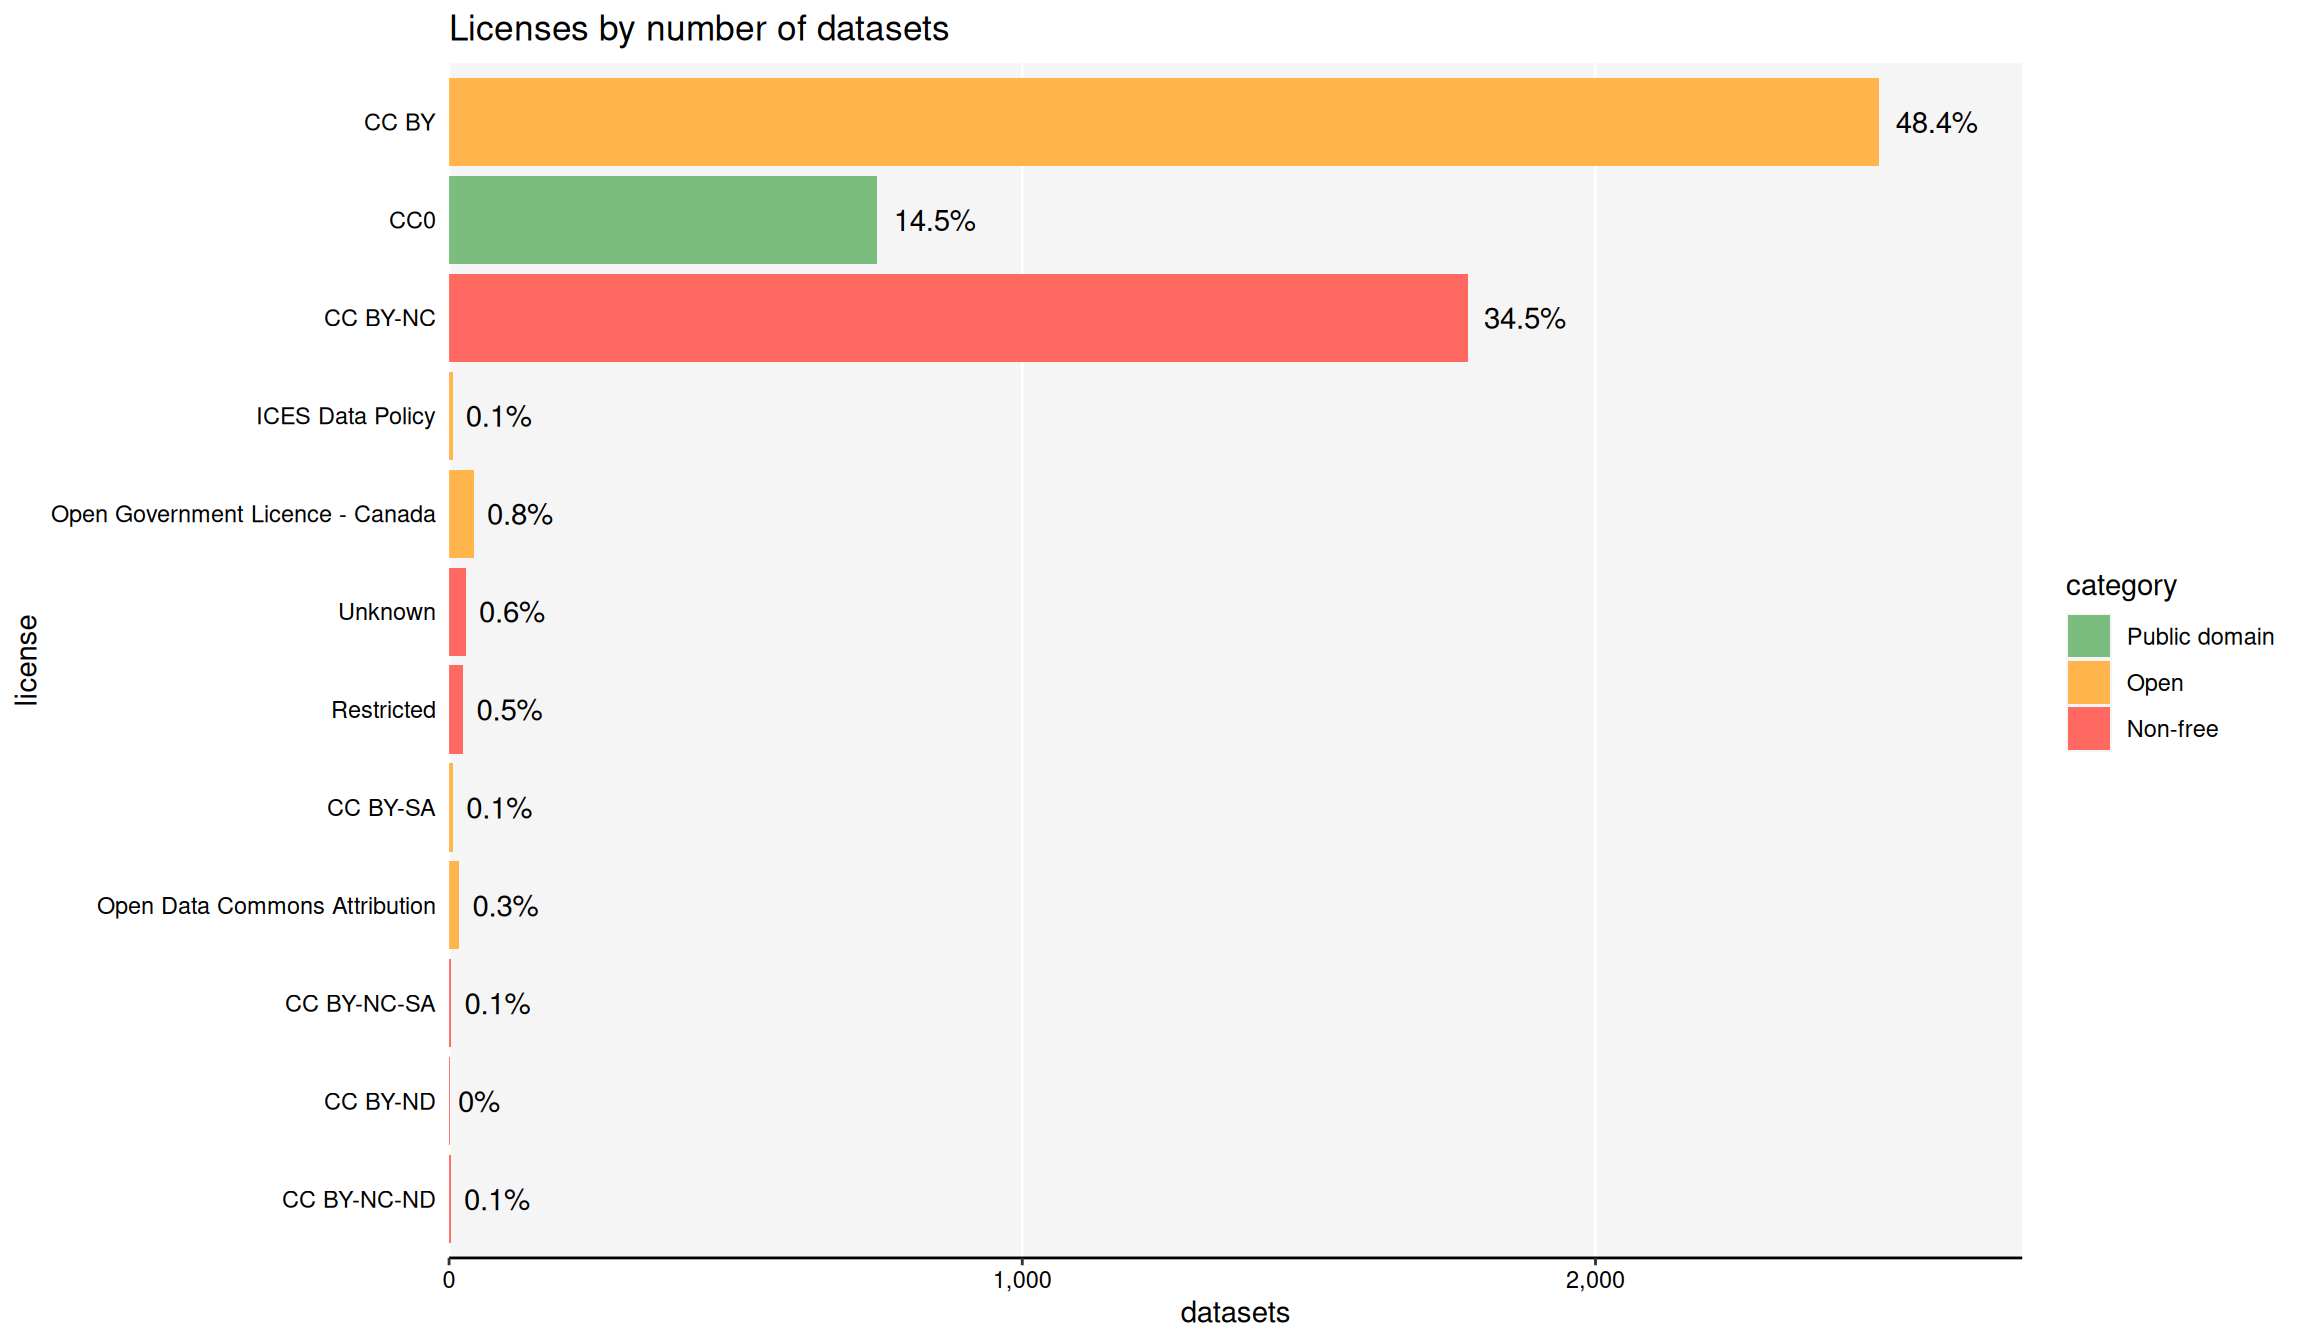 Licenses by number of datasets
CC BY 48.4%
CC0 14.5%
CC BY-NC 34.5%
ICES Data Policy 0.1%
Open Government Licence - Canada 0.8%
Unknown 0.6%
Restricted 0.5%
CC BY-SA 0.1%
Open Data Commons Attribution 0.3%
CC BY-NC-SA 0.1%
CC BY-ND 0%
CC BY-NC-ND 0.1%
0 1,000 2,000
datasets
license
category
Public domain
Open
Non-free